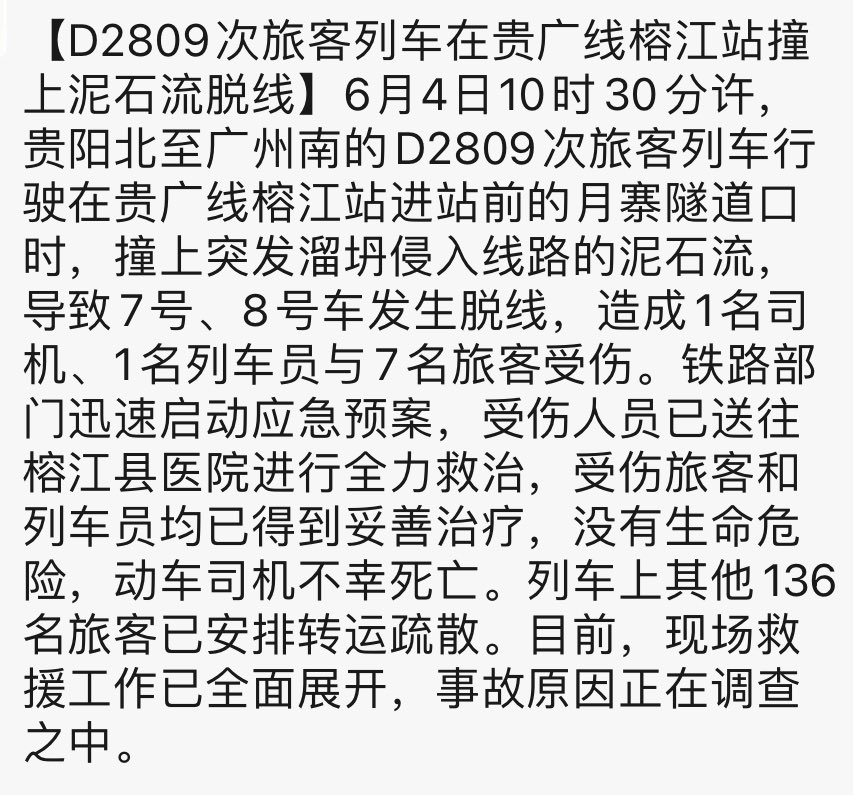 【D2809次旅客列车在贵广线榕江站撞
上泥石流脱线】6月4日10时30分许，
贵阳北至广州南的D2809次旅客列车行
驶在贵广线榕江站进站前的月寨隧道口
时，撞上突发溜坍侵入线路的泥石流，
导致7号、8号车发生脱线，造成1名司
机、1名列车员与7名旅客受伤。铁路部
门迅速启动应急预案，受伤人员已送往
榕江县医院进行全力救治，受伤旅客和
列车员均已得到妥善治疗，没有生命危
险，动车司机不幸死亡。列车上其他136
名旅客已安排转运疏散。目前，现场救
援工作已全面展开，事故原因正在调查
之中。